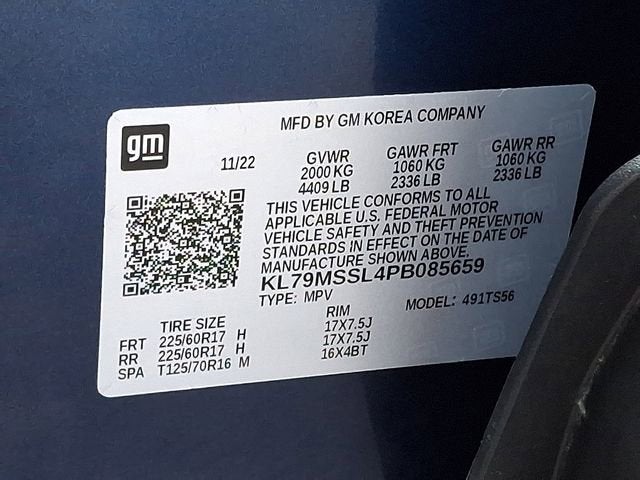 gm
MFD BY GM KOREA COMPANY
11/22
GVWR GAWR FRT GAWR RR
2000 KG 1060 KG 1060 KG
4409 LB 2336 LB 2336 LB
THIS VEHICLE CONFORMS TO ALL
APPLICABLE U.S. FEDERAL MOTOR
VEHICLE SAFETY AND THEFT PREVENTION
STANDARDS IN EFFECT ON THE DATE OF
MANUFACTURE SHOWN ABOVE.
KL79MSSL4PB085659
TYPE: MPV MODEL: 491TS56
TIRE SIZE RIM
FRT 225/60R17 H 17X7.5J
RR 225/60R17 H 17X7.5J
SPA T125/70R16 M 16X4BT